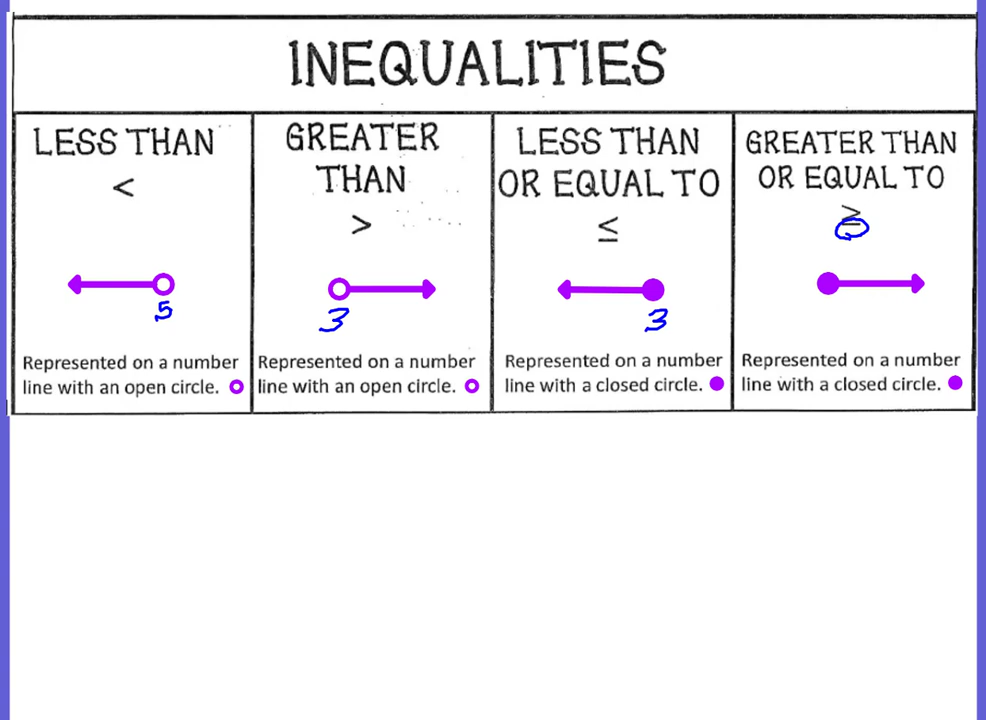 INEQUALITIES
LESS THAN
<
5
Represented on a number
line with an open circle.
GREATER
THAN
>
3
Represented on a number
line with an open circle.
LESS THAN
OR EQUAL TO
≤
3
Represented on a number
line with a closed circle.
GREATER THAN
OR EQUAL TO
≥
Represented on a number
line with a closed circle.